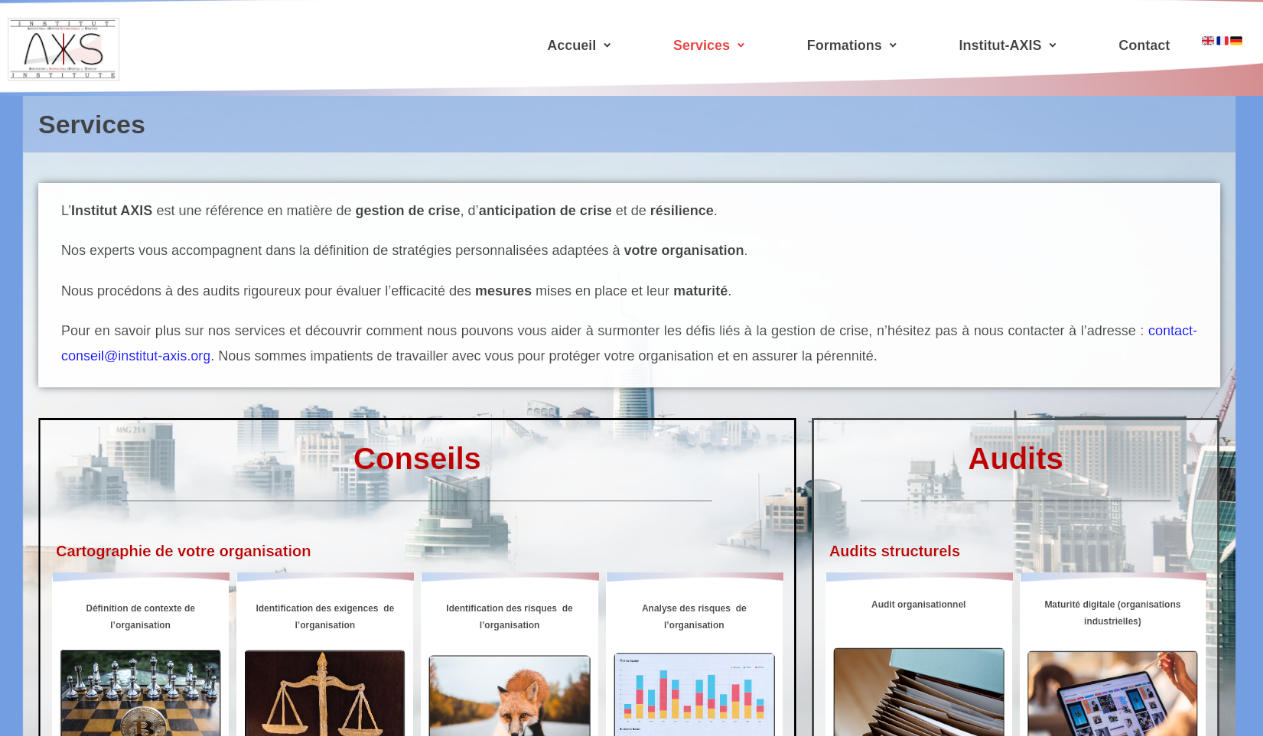 INSTITUT
AXIS
INSTITUTE
Accueil
Services
Formations
Institut-AXIS
Contact
Services
L’Institut AXIS est une référence en matière de gestion de crise, d’anticipation de crise et de résilience.
Nos experts vous accompagnent dans la définition de stratégies personnalisées adaptées à votre organisation.
Nous procédons à des audits rigoureux pour évaluer l’efficacité des mesures mises en place et leur maturité.
Pour en savoir plus sur nos services et découvrir comment nous pouvons vous aider à surmonter les défis liés à la gestion de crise, n’hésitez pas à nous contacter à l’adresse : contact-
conseil@institut-axis.org. Nous sommes impatients de travailler avec vous pour protéger votre organisation et en assurer la pérennité.
Conseils
Audits
Cartographie de votre organisation
Audits structurels
Définition de contexte de
l’organisation
Identification des exigences de
l’organisation
Identification des risques de
l’organisation
Analyse des risques de
l’organisation
Audit organisationnel
Maturité digitale (organisations
industrielles)